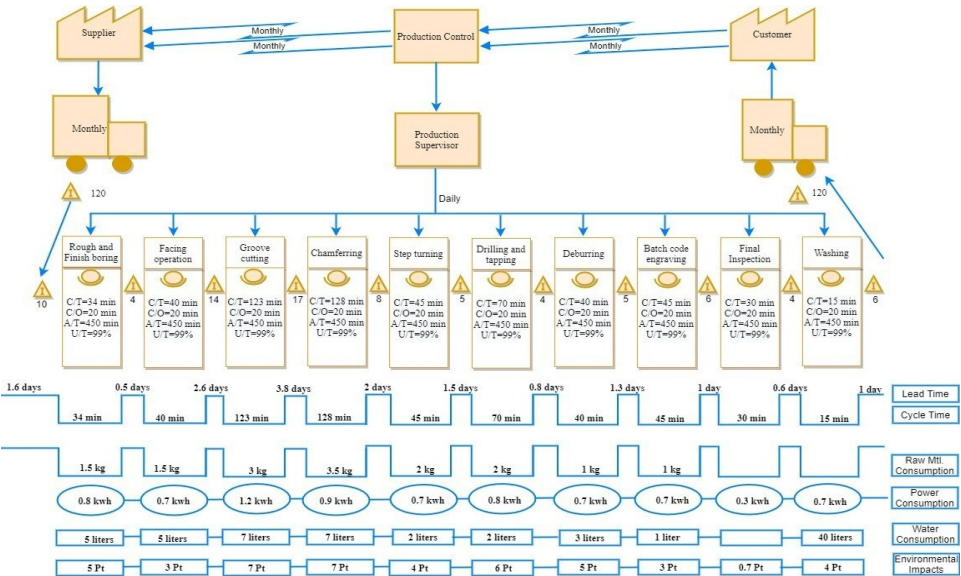 Supplier
Monthly
Monthly
Production Control
Monthly
Monthly
Customer
Monthly
Production
Supervisor
Monthly
I 120
Daily
I 120
Rough and
Finish boring
Facing
operation
Groove
cutting
Chamferring
Step turning
Drilling and
tapping
Deburring
Batch code
engraving
Final
Inspection
Washing
I I I I I I I I I I I
10 4 14 17 8 5 4 5 6 4 6
C/T=34 min
C/O=20 min
A/T=450 min
U/T=99%
C/T=40 min
C/O=20 min
A/T=450 min
U/T=99%
C/T=123 min
C/O=20 min
A/T=450 min
U/T=99%
C/T=128 min
C/O=20 min
A/T=450 min
U/T=99%
C/T=45 min
C/O=20 min
A/T=450 min
U/T=99%
C/T=70 min
C/O=20 min
A/T=450 min
U/T=99%
C/T=40 min
C/O=20 min
A/T=450 min
U/T=99%
C/T=45 min
C/O=20 min
A/T=450 min
U/T=99%
C/T=30 min
C/O=20 min
A/T=450 min
U/T=99%
C/T=15 min
C/O=20 min
A/T=450 min
U/T=99%
1.6 days 0.5 days 2.6 days 3.8 days 2 days 1.5 days 0.8 days 1.3 days 1 day 0.6 days 1 day
Lead Time
34 min 40 min 123 min 128 min 45 min 70 min 40 min 45 min 30 min 15 min
Cycle Time
1.5 kg 1.5 kg 3 kg 3.5 kg 2 kg 2 kg 1 kg 1 kg
Raw Mtl.
Consumption
0.8 kwh 0.7 kwh 1.2 kwh 0.9 kwh 0.7 kwh 0.8 kwh 0.7 kwh 0.7 kwh 0.3 kwh 0.7 kwh
Power
Consumption
5 liters 5 liters 7 liters 7 liters 2 liters 2 liters 3 liters 1 liter 40 liters
Water
Consumption
5 Pt 3 Pt 7 Pt 7 Pt 4 Pt 6 Pt 5 Pt 3 Pt 0.7 Pt 4 Pt
Environmental
Impacts